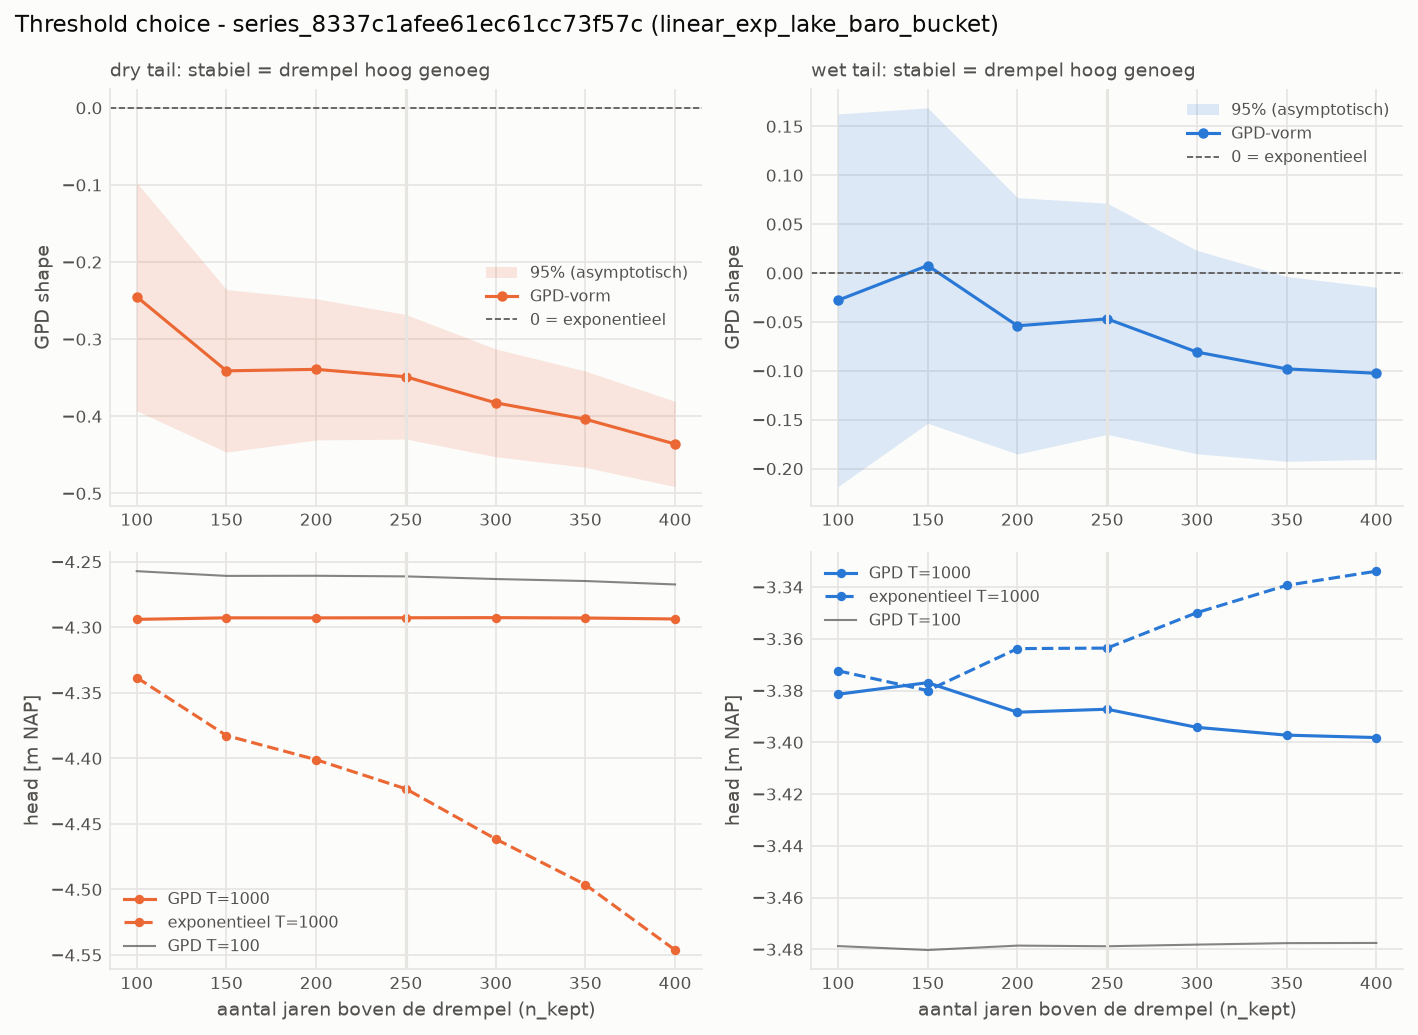 Threshold choice - series_8337c1afee61ec61cc73f57c (linear_exp_lake_baro_bucket)
dry tail: stabiel = drempel hoog genoeg
GPD shape
0.0
−0.1
−0.2
−0.3
−0.4
−0.5
95% (asymptotisch)
GPD-vorm
0 = exponentieel
100 150 200 250 300 350 400
wet tail: stabiel = drempel hoog genoeg
GPD shape
0.15
0.10
0.05
0.00
−0.05
−0.10
−0.15
−0.20
95% (asymptotisch)
GPD-vorm
0 = exponentieel
100 150 200 250 300 350 400
head [m NAP]
−4.25
−4.30
−4.35
−4.40
−4.45
−4.50
−4.55
GPD T=1000
exponentieel T=1000
GPD T=100
100 150 200 250 300 350 400
aantal jaren boven de drempel (n_kept)
head [m NAP]
−3.34
−3.36
−3.38
−3.40
−3.42
−3.44
−3.46
−3.48
GPD T=1000
exponentieel T=1000
GPD T=100
100 150 200 250 300 350 400
aantal jaren boven de drempel (n_kept)